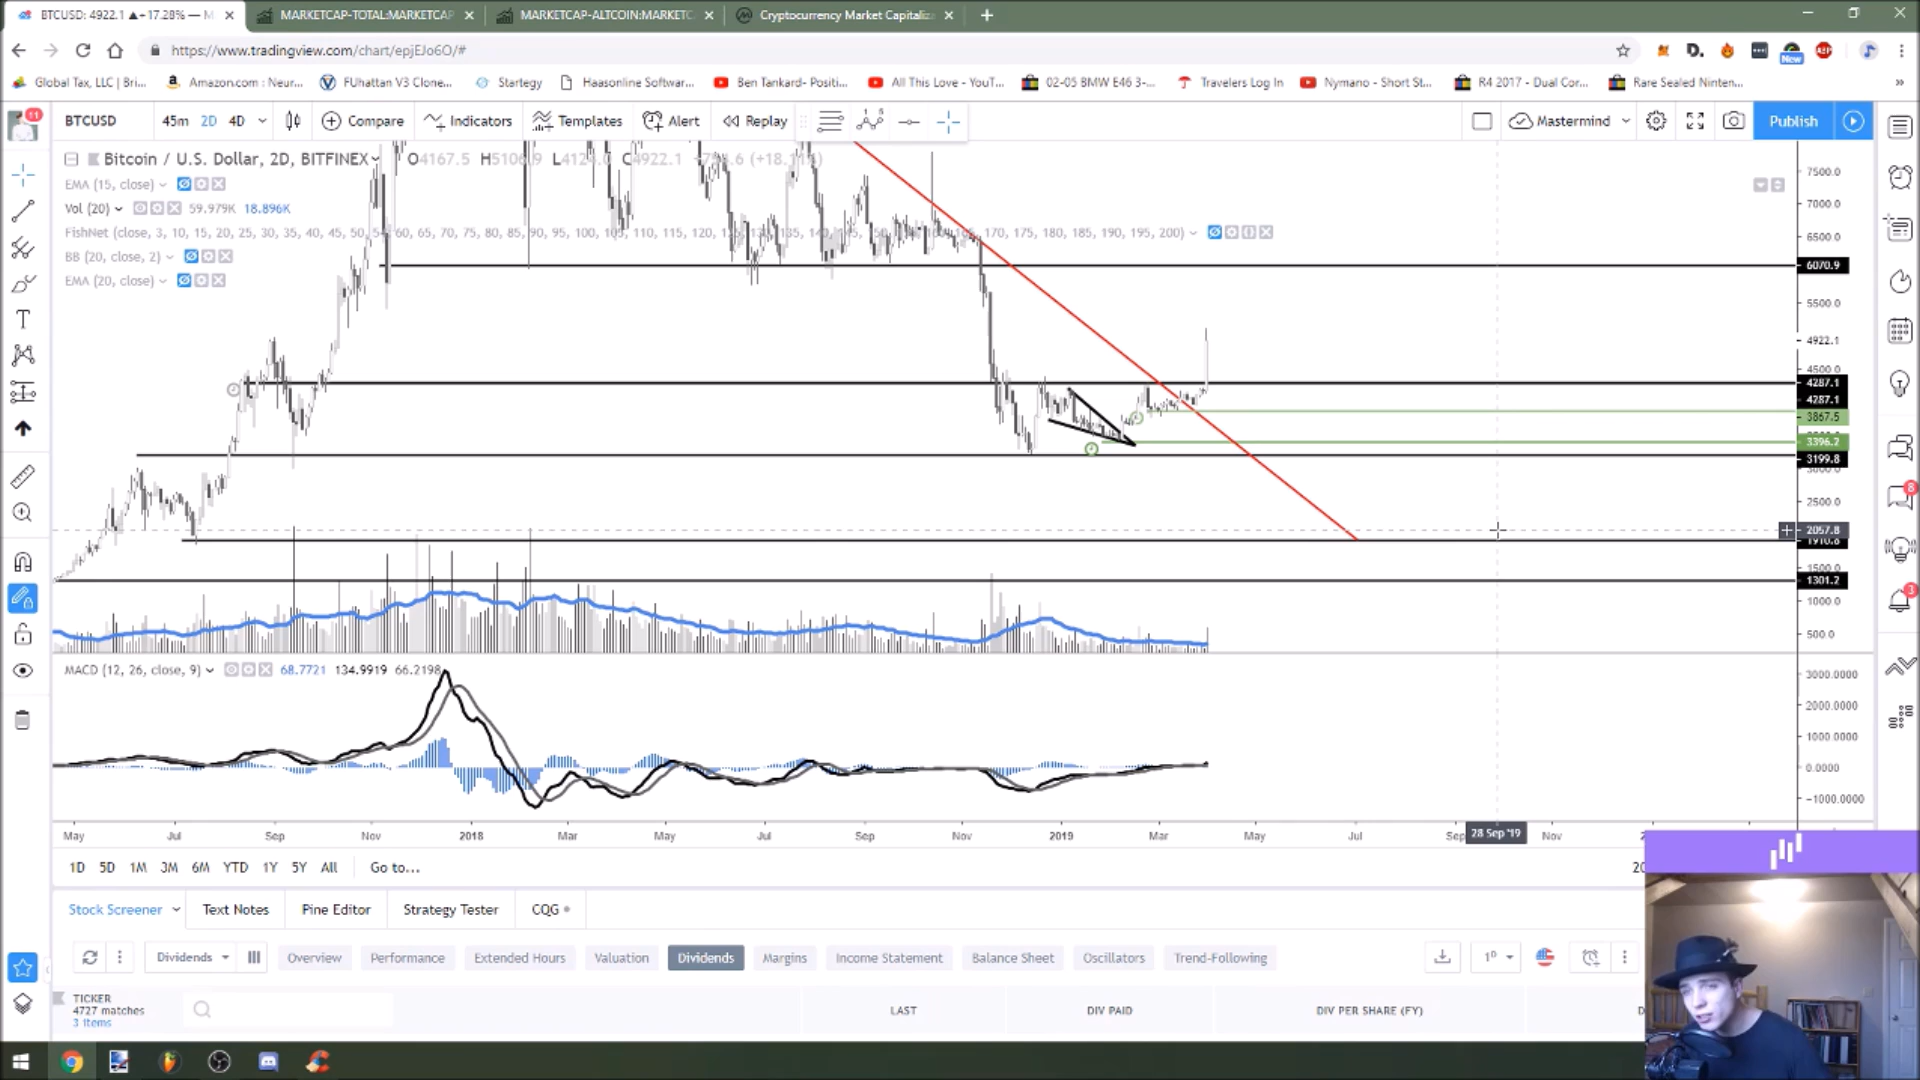 BTCUSD: 4922.1 ▲+17.28% — M
MARKETCAP-TOTAL:MARKETCAP
MARKETCAP-ALTCOIN:MARKETC
Cryptocurrency Market Capitaliz
https://www.tradingview.com/chart/epjEJo6O/#
New
Global Tax, LLC | Bri...
Amazon.com : Neur...
FUhattan V3 Clone...
Startegy
Haasonline Softwar...
Ben Tankard- Positi...
All This Love - YouT...
02-05 BMW E46 3-...
Travelers Log In
Nymano - Short St...
R4 2017 - Dual Cor...
Rare Sealed Ninten...
11
BTCUSD
45m 2D 4D
Compare
Indicators
Templates
Alert
Replay
Mastermind
Publish
Bitcoin / U.S. Dollar, 2D, BITFINEX
EMA (15, close)
Vol (20) 59.979K 18.896K
BB (20, close, 2)
EMA (20, close)
7500.0
7000.0
6500.0
6070.9
5500.0
4922.1
4500.0
4287.1
4287.1
3867.5
3396.2
3199.8
2500.0
2057.8
1500.0
1301.2
1000.0
500.0
MACD (12, 26, close, 9) 68.7721 134.9919 66.2198
3000.0000
2000.0000
1000.0000
0.0000
−1000.0000
May Jul Sep Nov 2018 Mar May Jul Sep Nov 2019 Mar May Jul Sep 28 Sep '19 Nov
1D 5D 1M 3M 6M YTD 1Y 5Y All Go to...
8
3
Stock Screener
Text Notes
Pine Editor
Strategy Tester
CQG
Dividends
Overview
Performance
Extended Hours
Valuation
Dividends
Margins
Income Statement
Balance Sheet
Oscillators
Trend-Following
1D
TICKER
4727 matches
3 items
LAST
DIV PAID
DIV PER SHARE (FY)
D